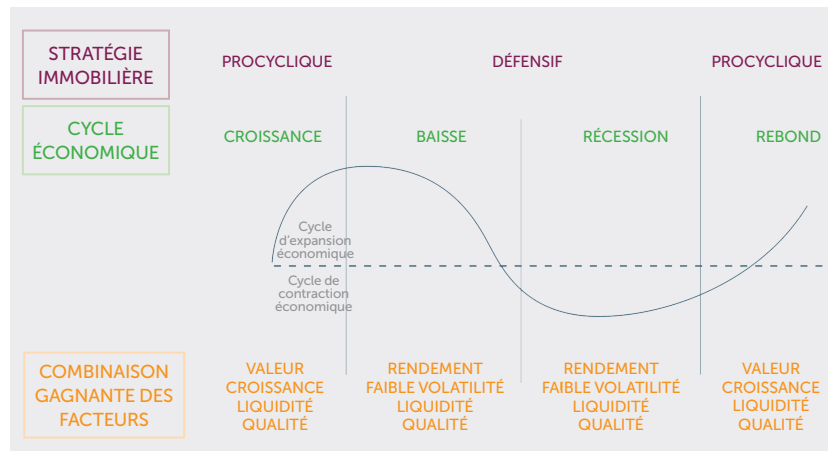 STRATÉGIE
IMMOBILIÈRE
PROCYCLIQUE
DÉFENSIF
PROCYCLIQUE
CYCLE
ÉCONOMIQUE
CROISSANCE
BAISSE
RÉCESSION
REBOND
Cycle
d'expansion
économique
Cycle de
contraction
économique
COMBINAISON
GAGNANTE DES
FACTEURS
VALEUR
CROISSANCE
LIQUIDITÉ
QUALITÉ
RENDEMENT
FAIBLE VOLATILITÉ
LIQUIDITÉ
QUALITÉ
RENDEMENT
FAIBLE VOLATILITÉ
LIQUIDITÉ
QUALITÉ
VALEUR
CROISSANCE
LIQUIDITÉ
QUALITÉ